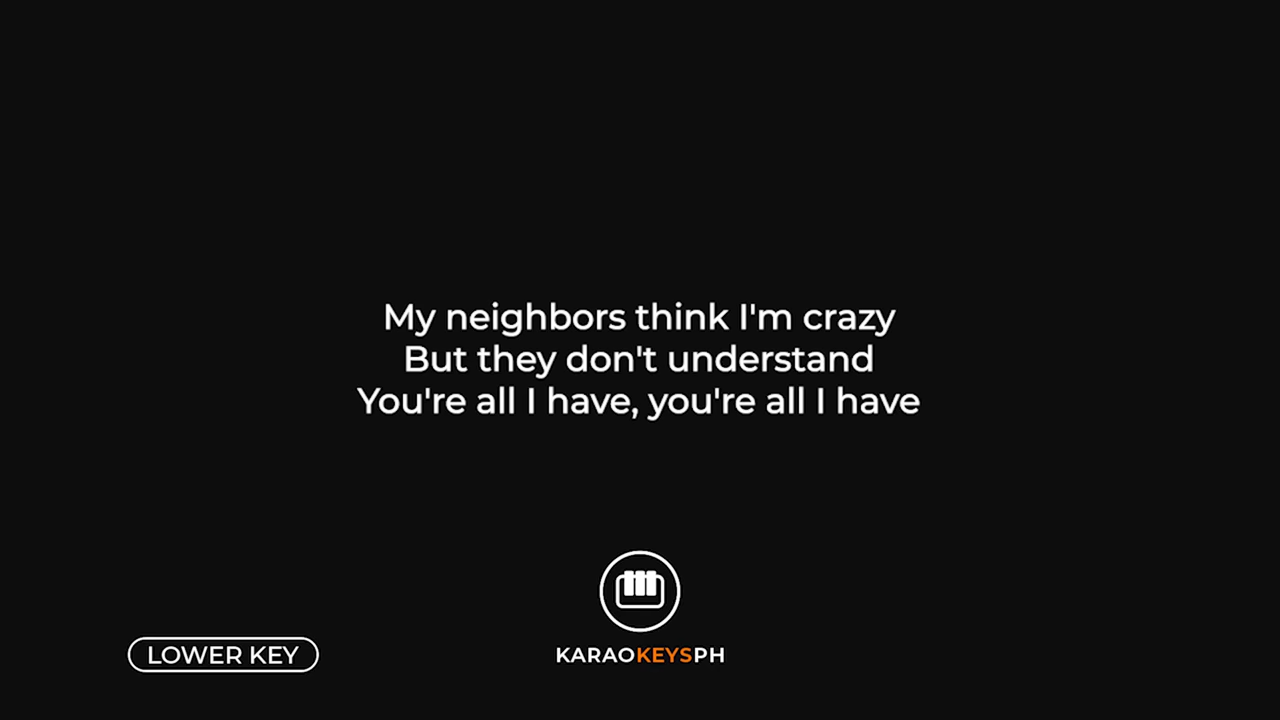 My neighbors think I'm crazy
But they don't understand
You're all I have, you're all I have
LOWER KEY
KARAOKEYSPH